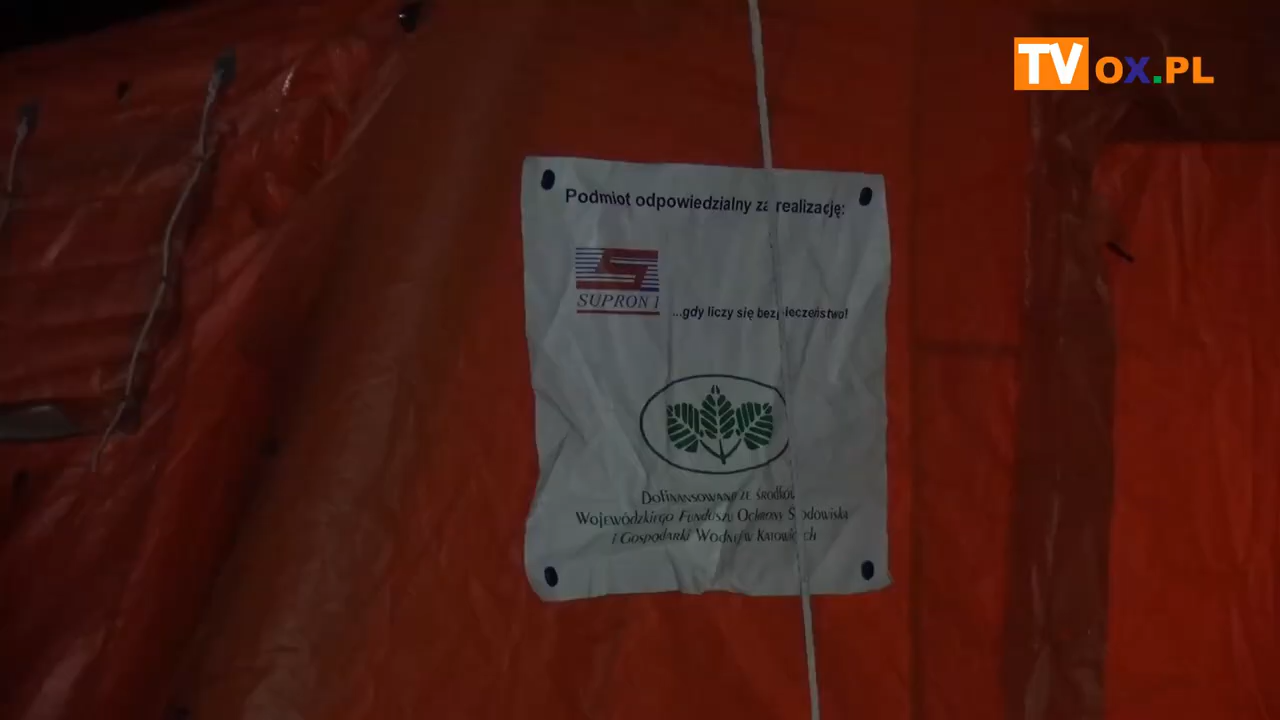 TVOX.PL
Podmiot odpowiedzialny za realizację:
SUPRON 1
...gdy liczy się bezpieczeństwo!
Dofinansowano ze środków
Wojewódzkiego Funduszu Ochrony Środowiska
i Gospodarki Wodnej w Katowicach